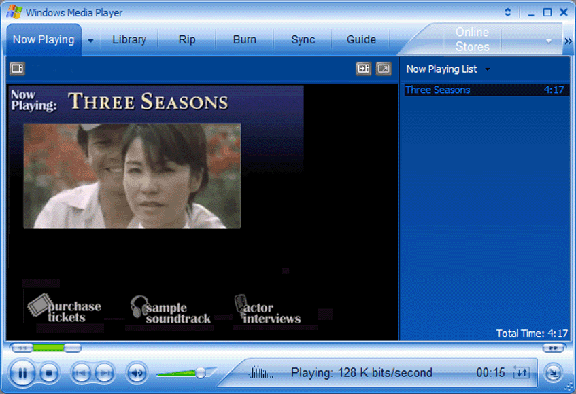 Windows Media Player
Now Playing Library Rip Burn Sync Guide
Online
Stores
Now
Playing:
THREE SEASONS
Now Playing List
Three Seasons 4:17
purchase
tickets
sample
soundtrack
actor
interviews
Total Time: 4:17
Playing: 128 K bits/second 00:15